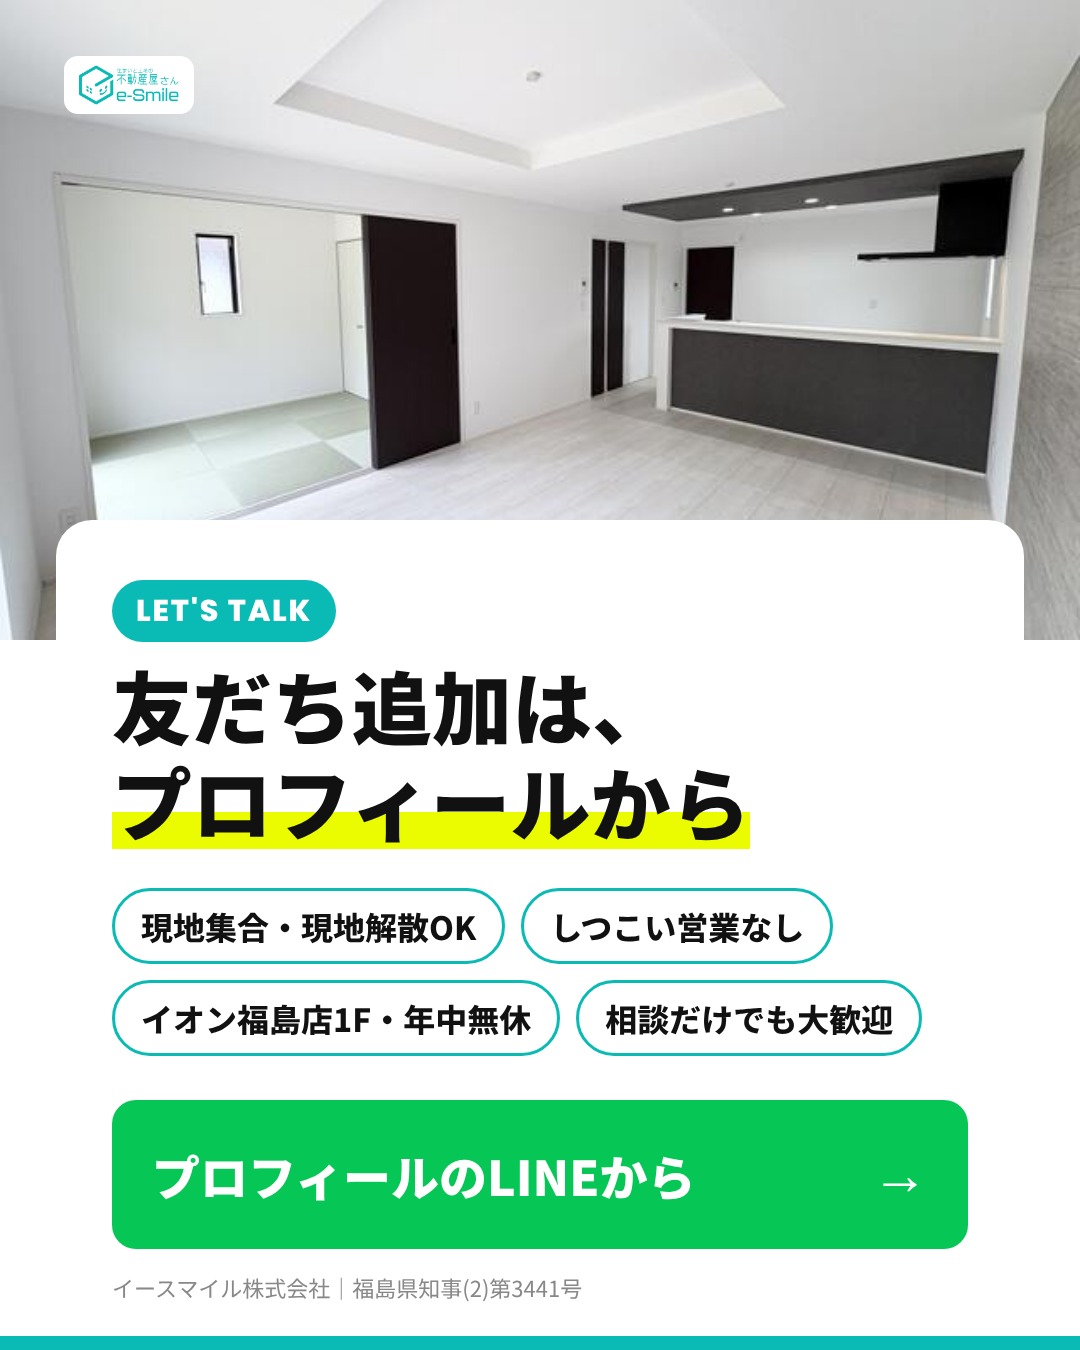 不動産屋さん
e-Smile
LET'S TALK
友だち追加は、
プロフィールから
現地集合・現地解散OK
しつこい営業なし
イオン福島店1F・年中無休
相談だけでも大歓迎
プロフィールのLINEから →
イースマイル株式会社｜福島県知事(2)第3441号